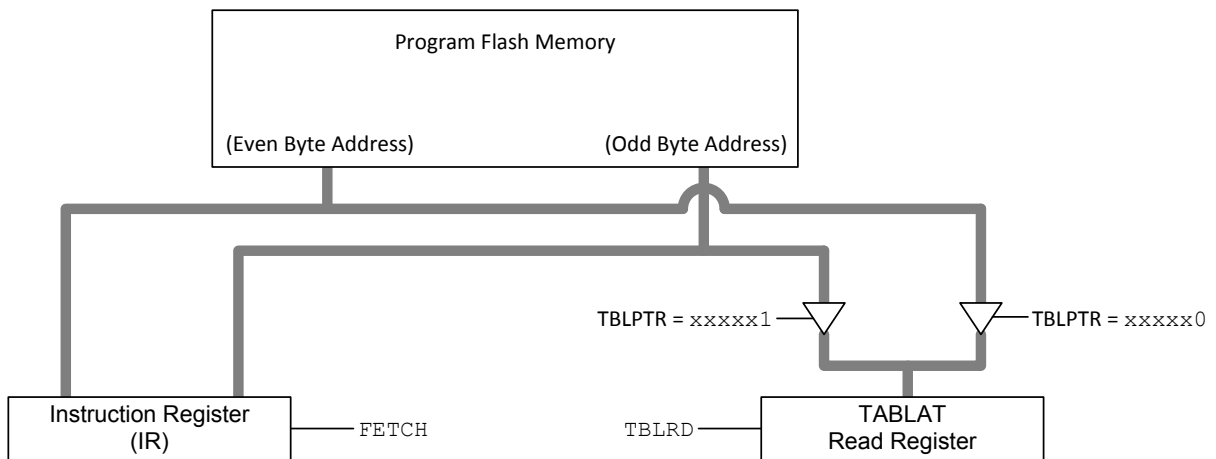 Program Flash Memory
(Even Byte Address)
(Odd Byte Address)
TBLPTR = xxxxx1
TBLPTR = xxxxx0
Instruction Register
(IR)
FETCH
TBLRD
TABLAT
Read Register